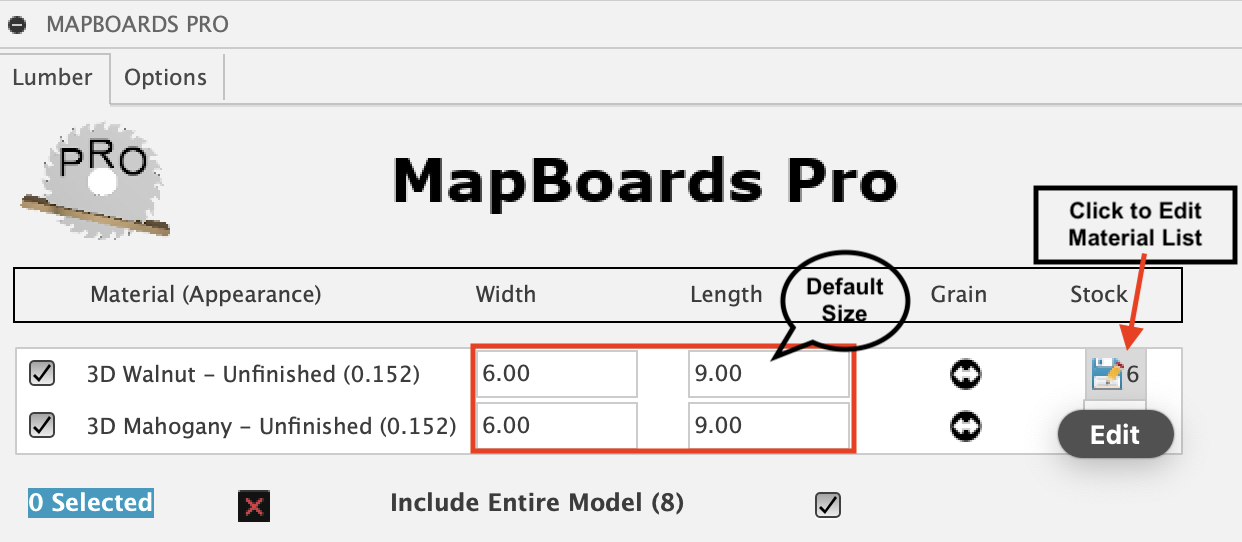 MAPBOARDS PRO
Lumber Options
PRO
MapBoards Pro
Click to Edit
Material List
Material (Appearance) Width Length Grain Stock
Default
Size
3D Walnut – Unfinished (0.152) 6.00 9.00 6
3D Mahogany – Unfinished (0.152) 6.00 9.00
Edit
0 Selected Include Entire Model (8)